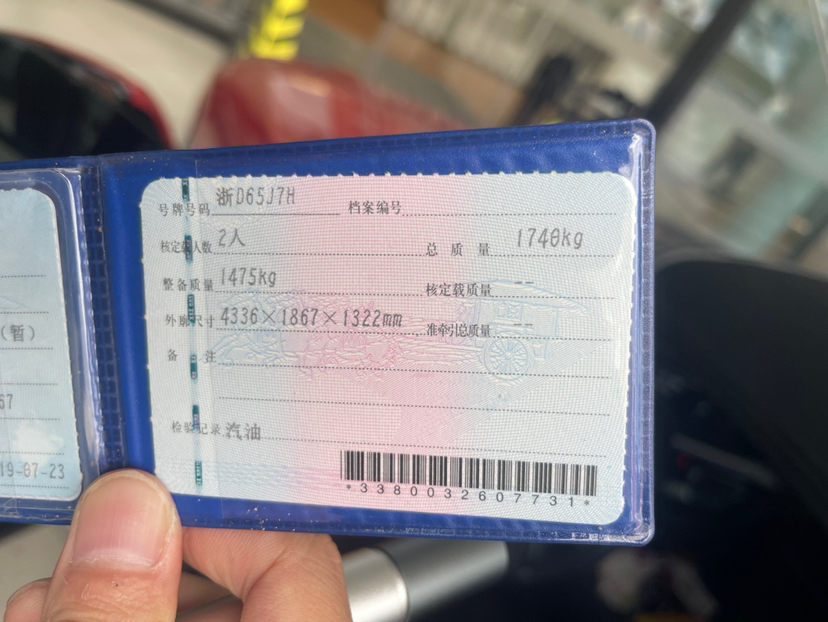 号牌号码 浙D65J7H 档案编号
核定载人数 2人 总质量 1740kg
整备质量 1475kg 核定载质量 --
外廓尺寸 4336×1867×1322mm 准牵引总质量 --
备注
检验记录 汽油
*3380032607731*
(暂)
67
19-07-23